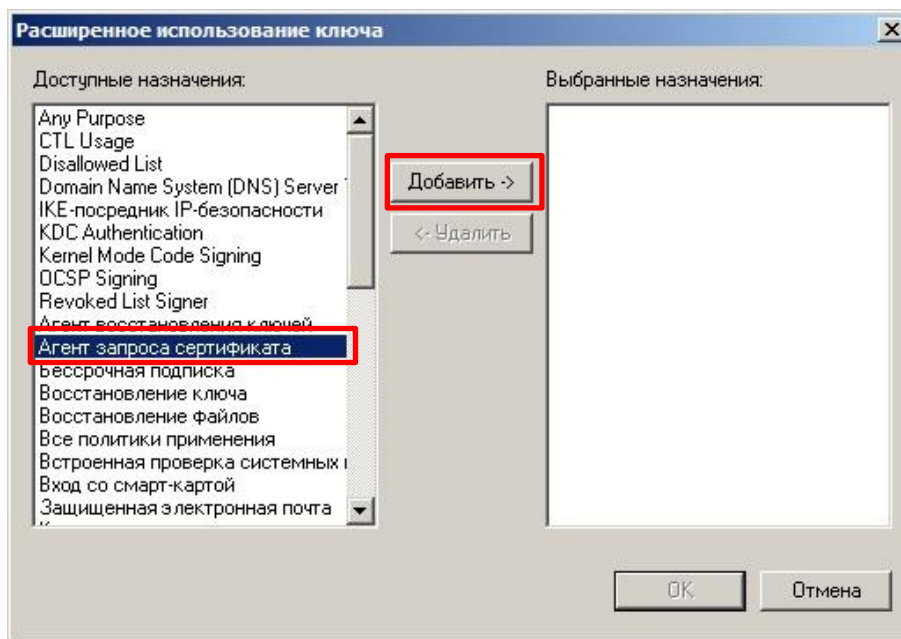 Расширенное использование ключа
Доступные назначения:
Выбранные назначения:
Any Purpose
CTL Usage
Disallowed List
Domain Name System (DNS) Server
IKE-посредник IP-безопасности
KDC Authentication
Kernel Mode Code Signing
OCSP Signing
Revoked List Signer
Агент восстановления ключей
Агент запроса сертификата
Бессрочная подписка
Восстановление ключа
Восстановление файлов
Все политики применения
Встроенная проверка системных
Вход со смарт-картой
Защищенная электронная почта
Добавить ->
<- Удалить
OK
Отмена